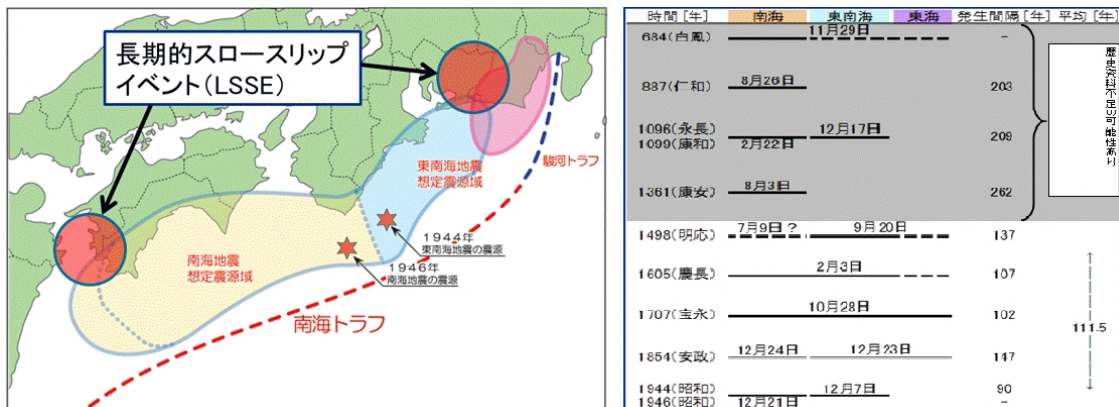 長期的スロースリップ
イベント(LSSE)
東南海地震
想定震源域
駿河トラフ
1944年
東南海地震の震源
1946年
南海地震の震源
南海地震
想定震源域
南海トラフ
時間 [年] 南海 東南海 東海 発生間隔 [年] 平均 [年]
684(白鳳) 11月29日 -
887(仁和) 8月26日 203
1096(永長) 12月17日 209
1099(康和) 2月22日
1361(康安) 8月3日 262
歴史資料不足の可能性あり
1498(明応) 7月9日? 9月20日 137
1605(慶長) 2月3日 107
1707(宝永) 10月28日 102
111.5
1854(安政) 12月24日 12月23日 147
1944(昭和) 12月7日 90
1946(昭和) 12月21日 -